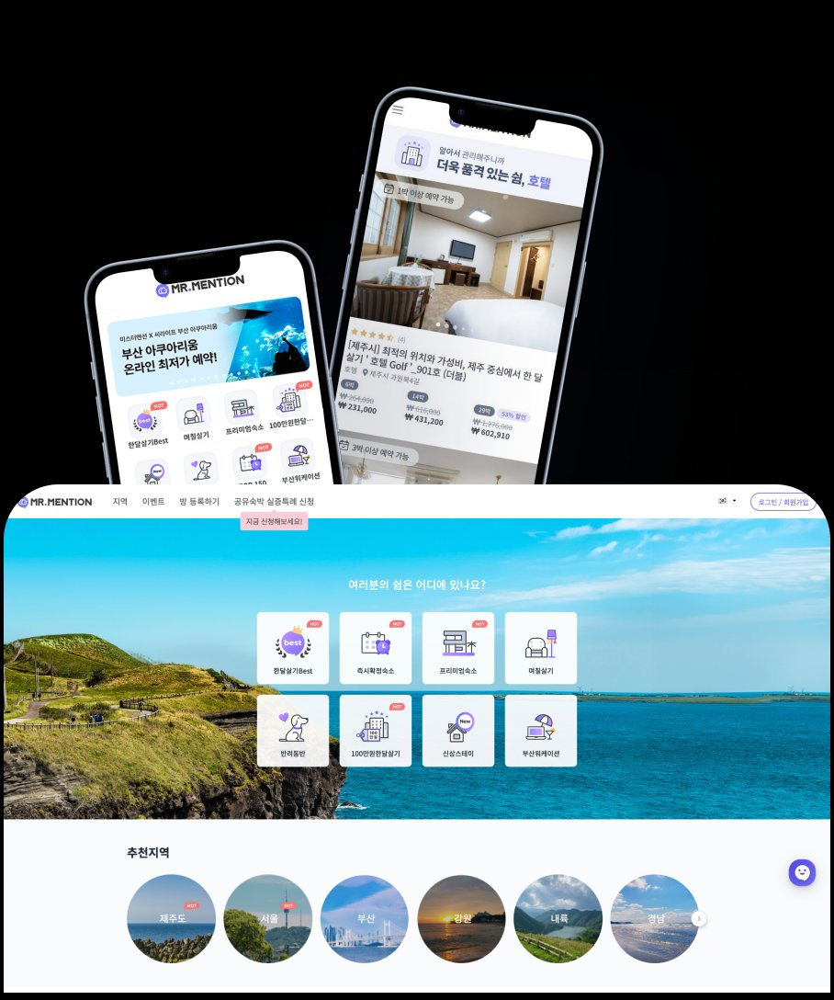 MR.MENTION
알아서 관리해주니까
더욱 품격 있는 쉼, 호텔
1박 이상 예약 가능
(4)
[제주시] 최적의 위치와 가성비, 제주 중심에서 한 달
살기 ' 호텔 Golf '_901호 (더블)
호텔 제주시 과원북4길
6박
14박
29박
53% 할인
₩ 264,000
₩ 616,000
₩ 1,276,000
₩ 231,000
₩ 431,200
₩ 602,910
3박 이상 예약 가능
MR.MENTION
미스터멘션 X 씨라이프 부산 아쿠아리움
부산 아쿠아리움
온라인 최저가 예약!
HOT
HOT
best
한달살기Best
며칠살기
프리미엄숙소
100만원한달…
HOT
New
부산워케이션
MR.MENTION
지역
이벤트
방 등록하기
공유숙박 실증특례 신청
로그인 / 회원가입
지금 신청해보세요!
여러분의 쉼은 어디에 있나요?
HOT
HOT
HOT
best
한달살기Best
즉시확정숙소
프리미엄숙소
며칠살기
HOT
100
만원
New
반려동반
100만원한달살기
신상스테이
부산워케이션
추천지역
HOT
HOT
제주도
서울
부산
강원
내륙
경남